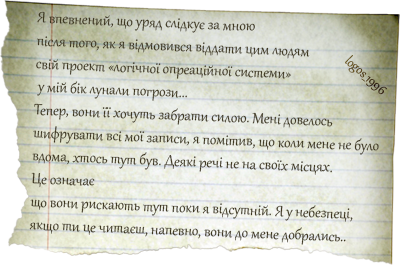 Я впевнений, що уряд слідкує за мною
після того, як я відмовився віддати цим людям
свій проект «логічної опреаційної системи»
у мій бік лунали погрози...
Тепер, вони її хочуть забрати силою. Мені довелось
шифрувати всі мої записи, я помітив, що коли мене не було
вдома, хтось тут був. Деякі речі не на своїх місцях.
Це означає
що вони рискають тут поки я відсутній. Я у небезпеці,
якщо ти це читаєш, напевно, вони до мене добрались..
logos_1996